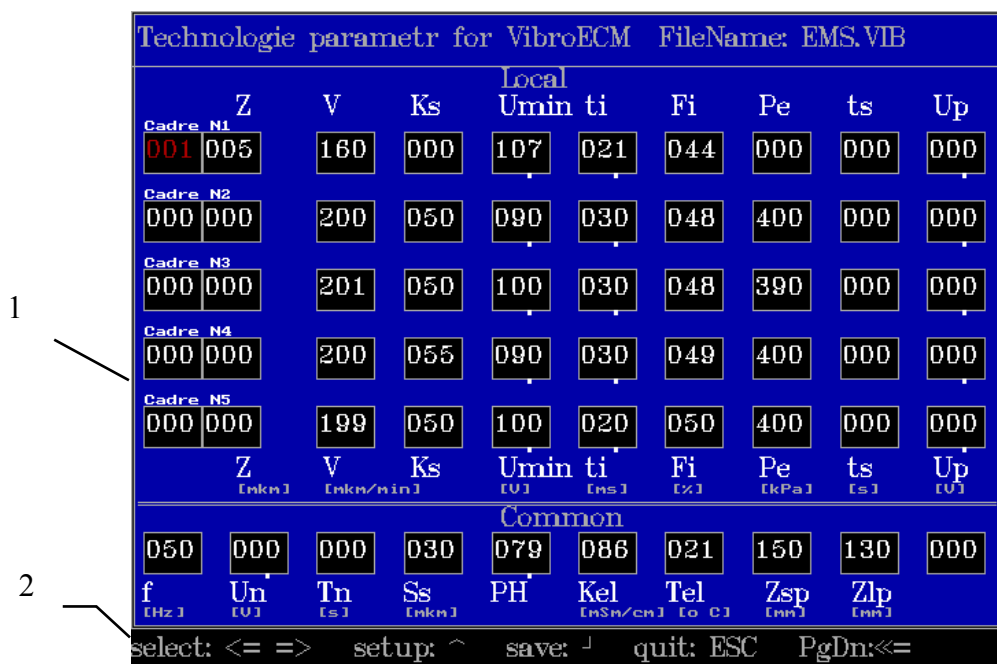 Technologie parametr for VibroECM FileName: EMS.VIB
Local
Z V Ks Umin ti Fi Pe ts Up
Cadre N1
001 005 160 000 107 021 044 000 000 000
Cadre N2
000 000 200 050 090 030 048 400 000 000
Cadre N3
000 000 201 050 100 030 048 390 000 000
1
Cadre N4
000 000 200 055 090 030 049 400 000 000
Cadre N5
000 000 199 050 100 020 050 400 000 000
Z V Ks Umin ti Fi Pe ts Up
[mkm] [mkm/min] [V] [ms] [%] [kPa] [s] [V]
Common
050 000 000 030 079 086 021 150 130 000
2
f Un Tn Ss PH Kel Tel Zsp Zlp
[Hz] [V] [s] [mkm] [mSm/cm] [o C] [mm] [mm]
select: <= => setup: ^ save: ┘ quit: ESC PgDn:<<=